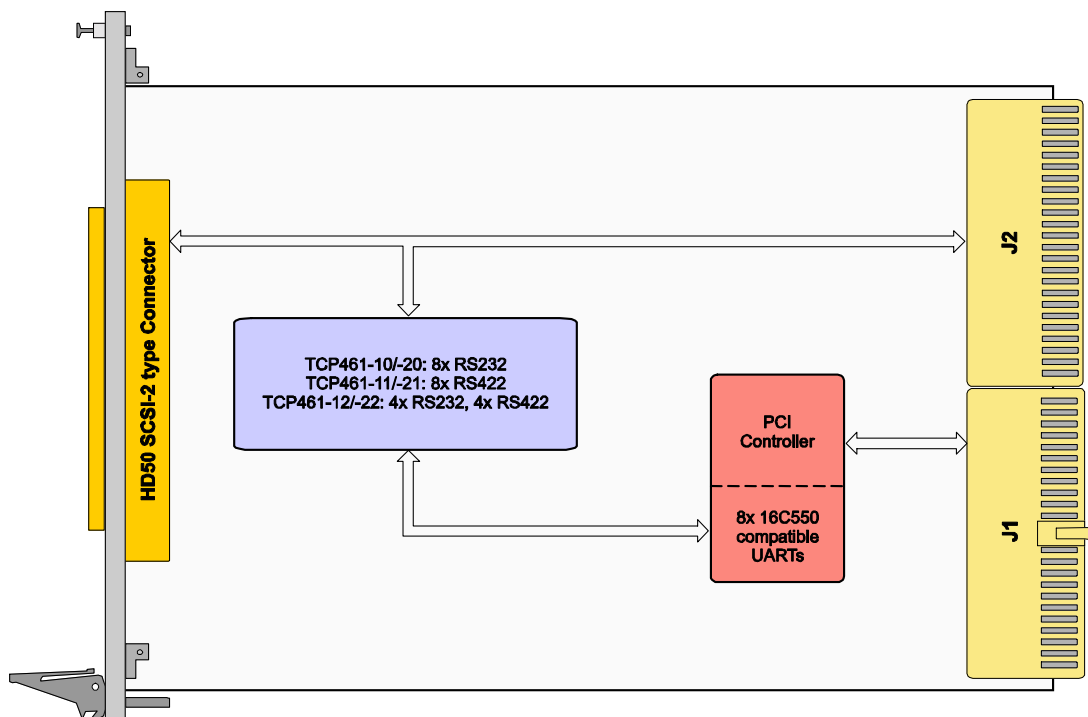 HD50 SCSI-2 type Connector
J2
TCP461-10/-20: 8x RS232
TCP461-11/-21: 8x RS422
TCP461-12/-22: 4x RS232, 4x RS422
PCI
Controller
8x 16C550
compatible
UARTs
J1